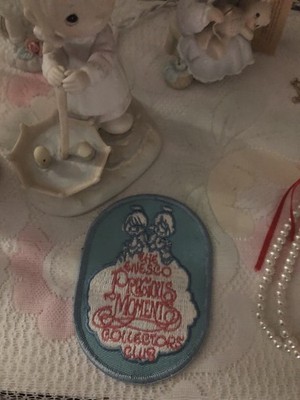 THE
ENESCO
PRECIOUS
MOMENTS
COLLECTORS
CLUB